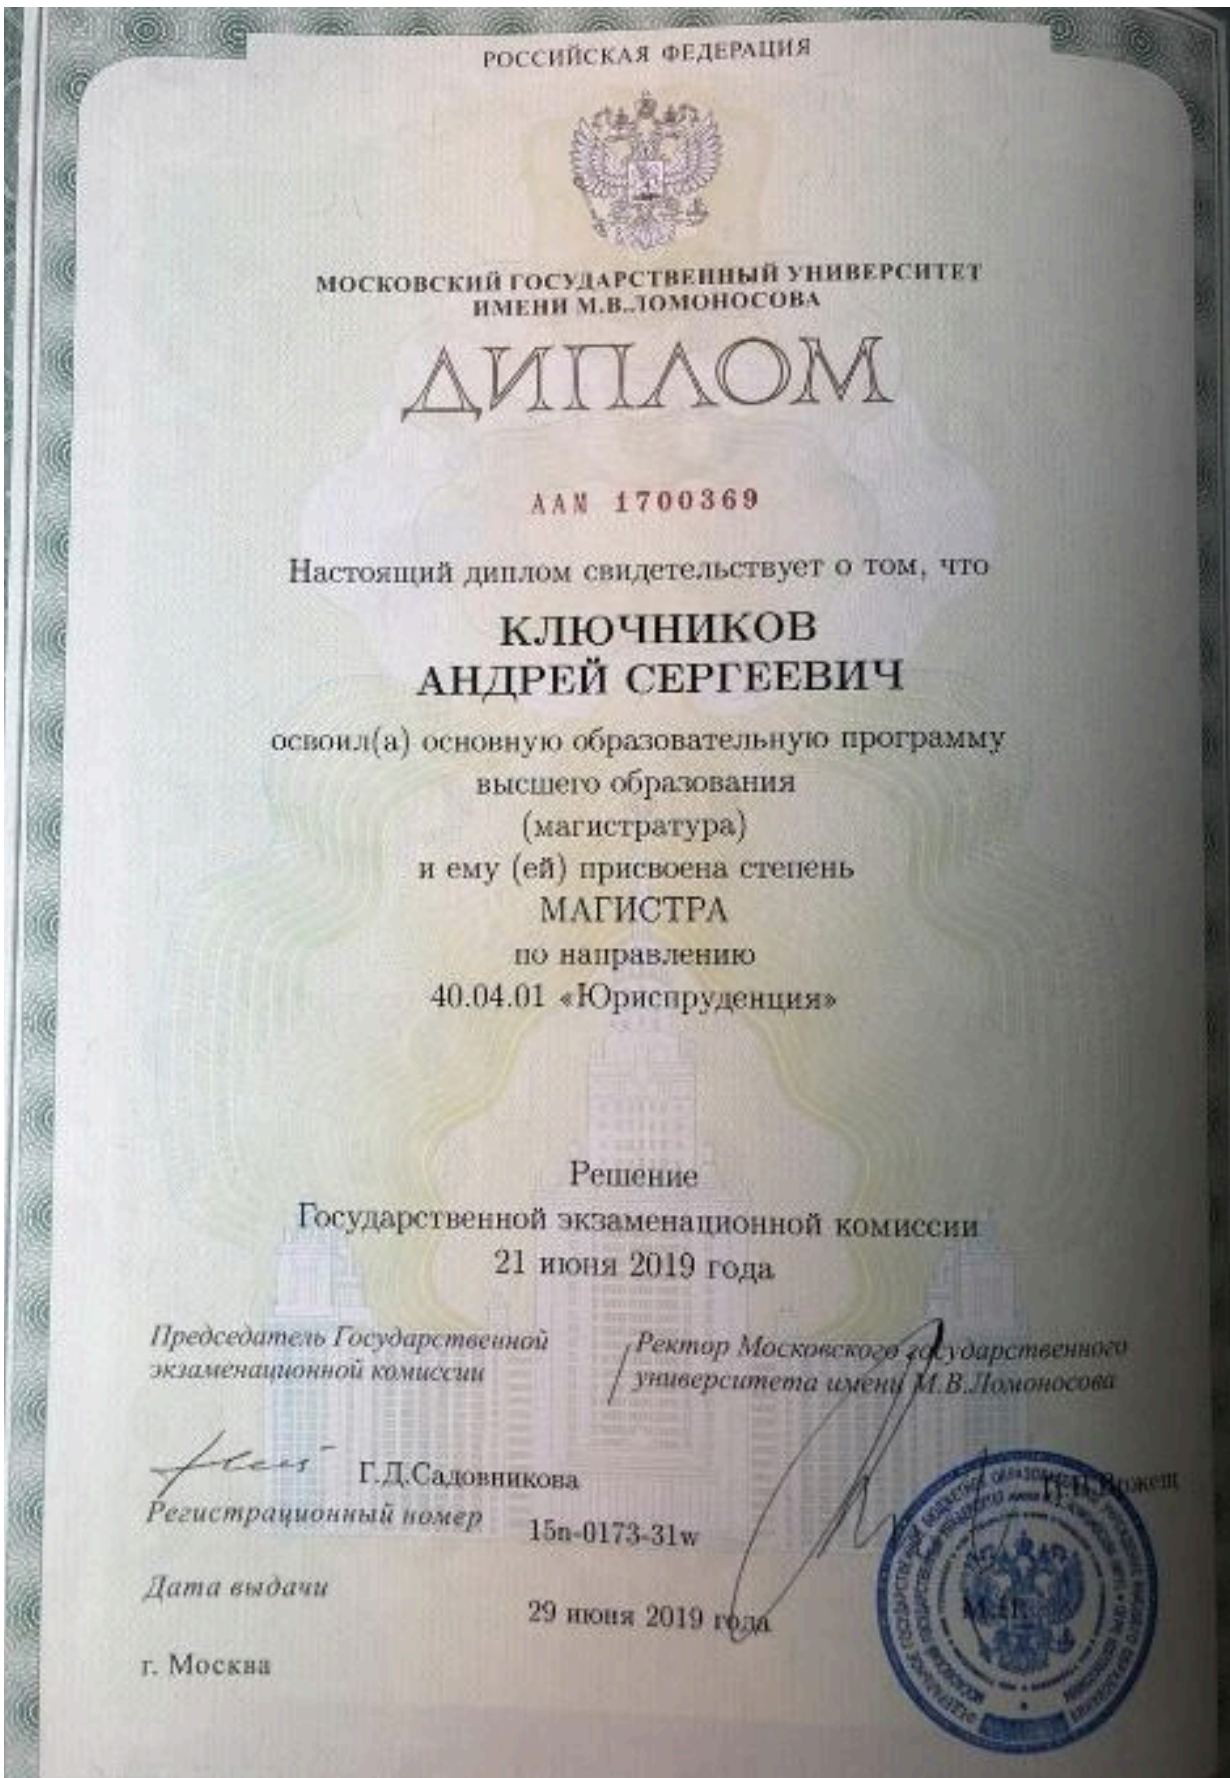 РОССИЙСКАЯ ФЕДЕРАЦИЯ
МОСКОВСКИЙ ГОСУДАРСТВЕННЫЙ УНИВЕРСИТЕТ
ИМЕНИ М.В.ЛОМОНОСОВА
ДИПЛОМ
ААМ 1700369
Настоящий диплом свидетельствует о том, что
КЛЮЧНИКОВ
АНДРЕЙ СЕРГЕЕВИЧ
освоил(а) основную образовательную программу
высшего образования
(магистратура)
и ему (ей) присвоена степень
МАГИСТРА
по направлению
40.04.01 «Юриспруденция»
Решение
Государственной экзаменационной комиссии
21 июня 2019 года
Председатель Государственной
экзаменационной комиссии
Ректор Московского государственного
университета имени М.В.Ломоносова
Г.Д.Садовникова
Регистрационный номер
15п-0173-31w
Дата выдачи
29 июня 2019 года
М.П.
г. Москва